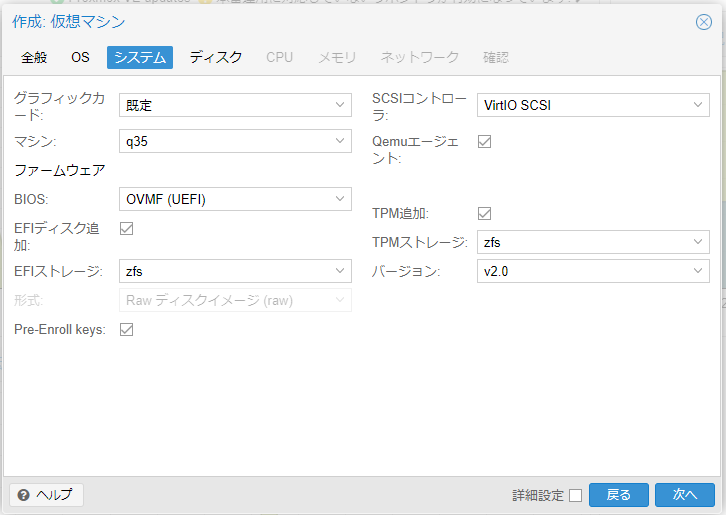 作成: 仮想マシン
全般 OS システム ディスク CPU メモリ ネットワーク 確認
グラフィックカ
ード:
既定
SCSIコントロー
ラ:
VirtIO SCSI
マシン:
q35
Qemuエージェ
ント:
ファームウェア
BIOS:
OVMF (UEFI)
TPM追加:
EFIディスク追
加:
TPMストレージ:
zfs
EFIストレージ:
zfs
バージョン:
v2.0
形式:
Raw ディスクイメージ (raw)
Pre-Enroll keys:
ヘルプ
詳細設定
戻る
次へ